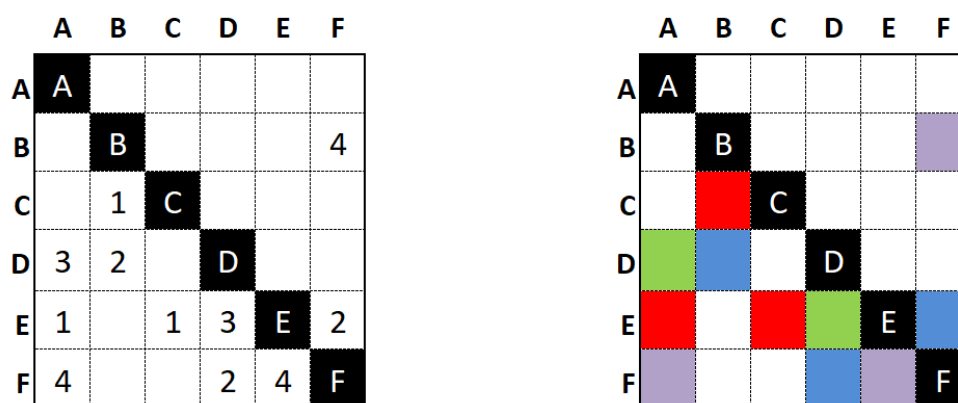 A B C D E F
A A
B B 4
C 1 C
D 3 2 D
E 1 1 3 E 2
F 4 2 4 F
A B C D E F
A A
B B
C C
D D
E E
F F